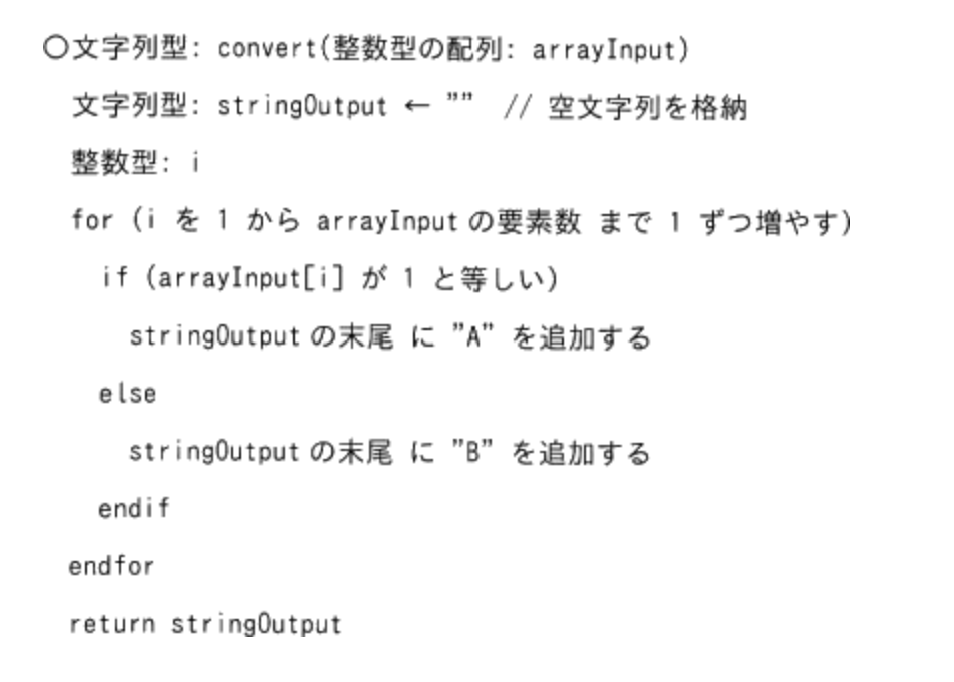 ○文字列型: convert(整数型の配列: arrayInput)
文字列型: stringOutput ← "" // 空文字列を格納
整数型: i
for (i を 1 から arrayInput の要素数 まで 1 ずつ増やす)
if (arrayInput[i] が 1 と等しい)
stringOutput の末尾 に "A" を追加する
else
stringOutput の末尾 に "B" を追加する
endif
endfor
return stringOutput